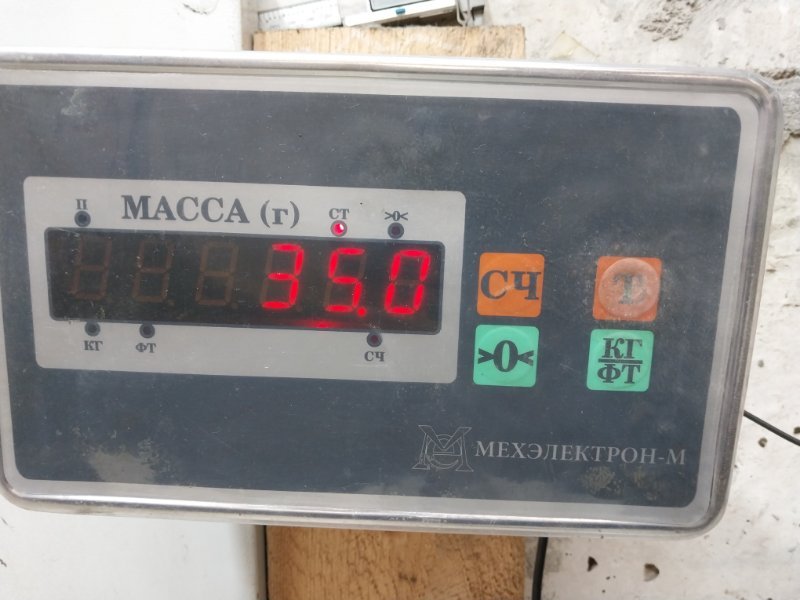 П МАССА (г) СТ >0<
35.0
КГ ФТ СЧ
СЧ Т
>0< КГ
ФТ
МЕХЭЛЕКТРОН-М